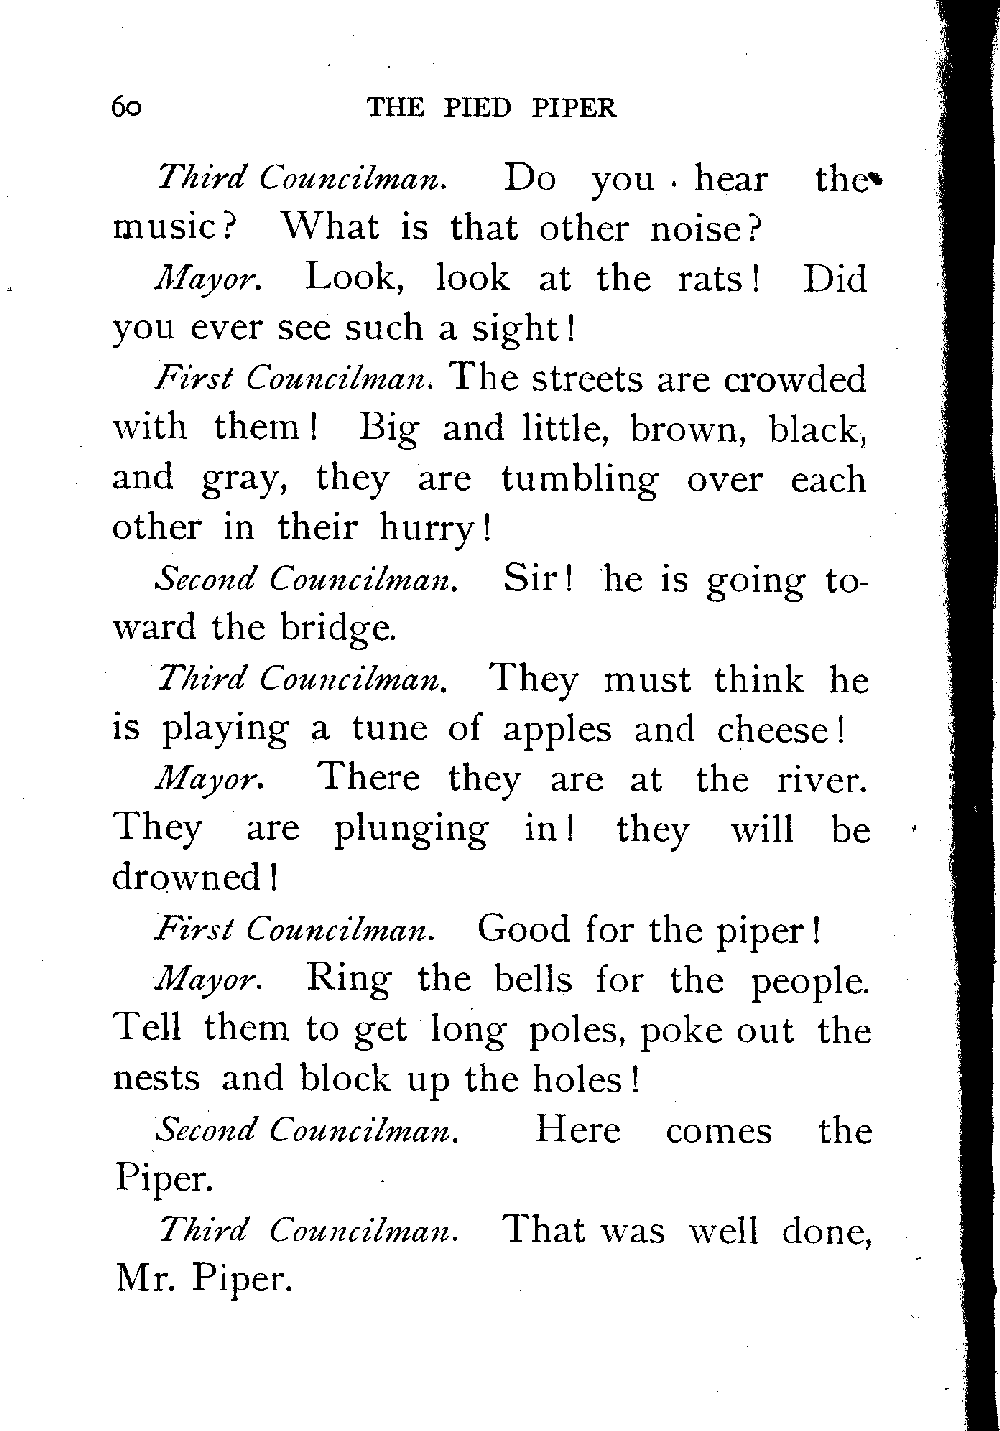 60 THE PIED PIPER
Third Councilman. Do you hear the
music? What is that other noise?
Mayor. Look, look at the rats! Did
you ever see such a sight!
First Councilman. The streets are crowded
with them! Big and little, brown, black,
and gray, they are tumbling over each
other in their hurry!
Second Councilman. Sir! he is going to-
ward the bridge.
Third Councilman. They must think he
is playing a tune of apples and cheese!
Mayor. There they are at the river.
They are plunging in! they will be
drowned!
First Councilman. Good for the piper!
Mayor. Ring the bells for the people.
Tell them to get long poles, poke out the
nests and block up the holes!
Second Councilman. Here comes the
Piper.
Third Councilman. That was well done,
Mr. Piper.